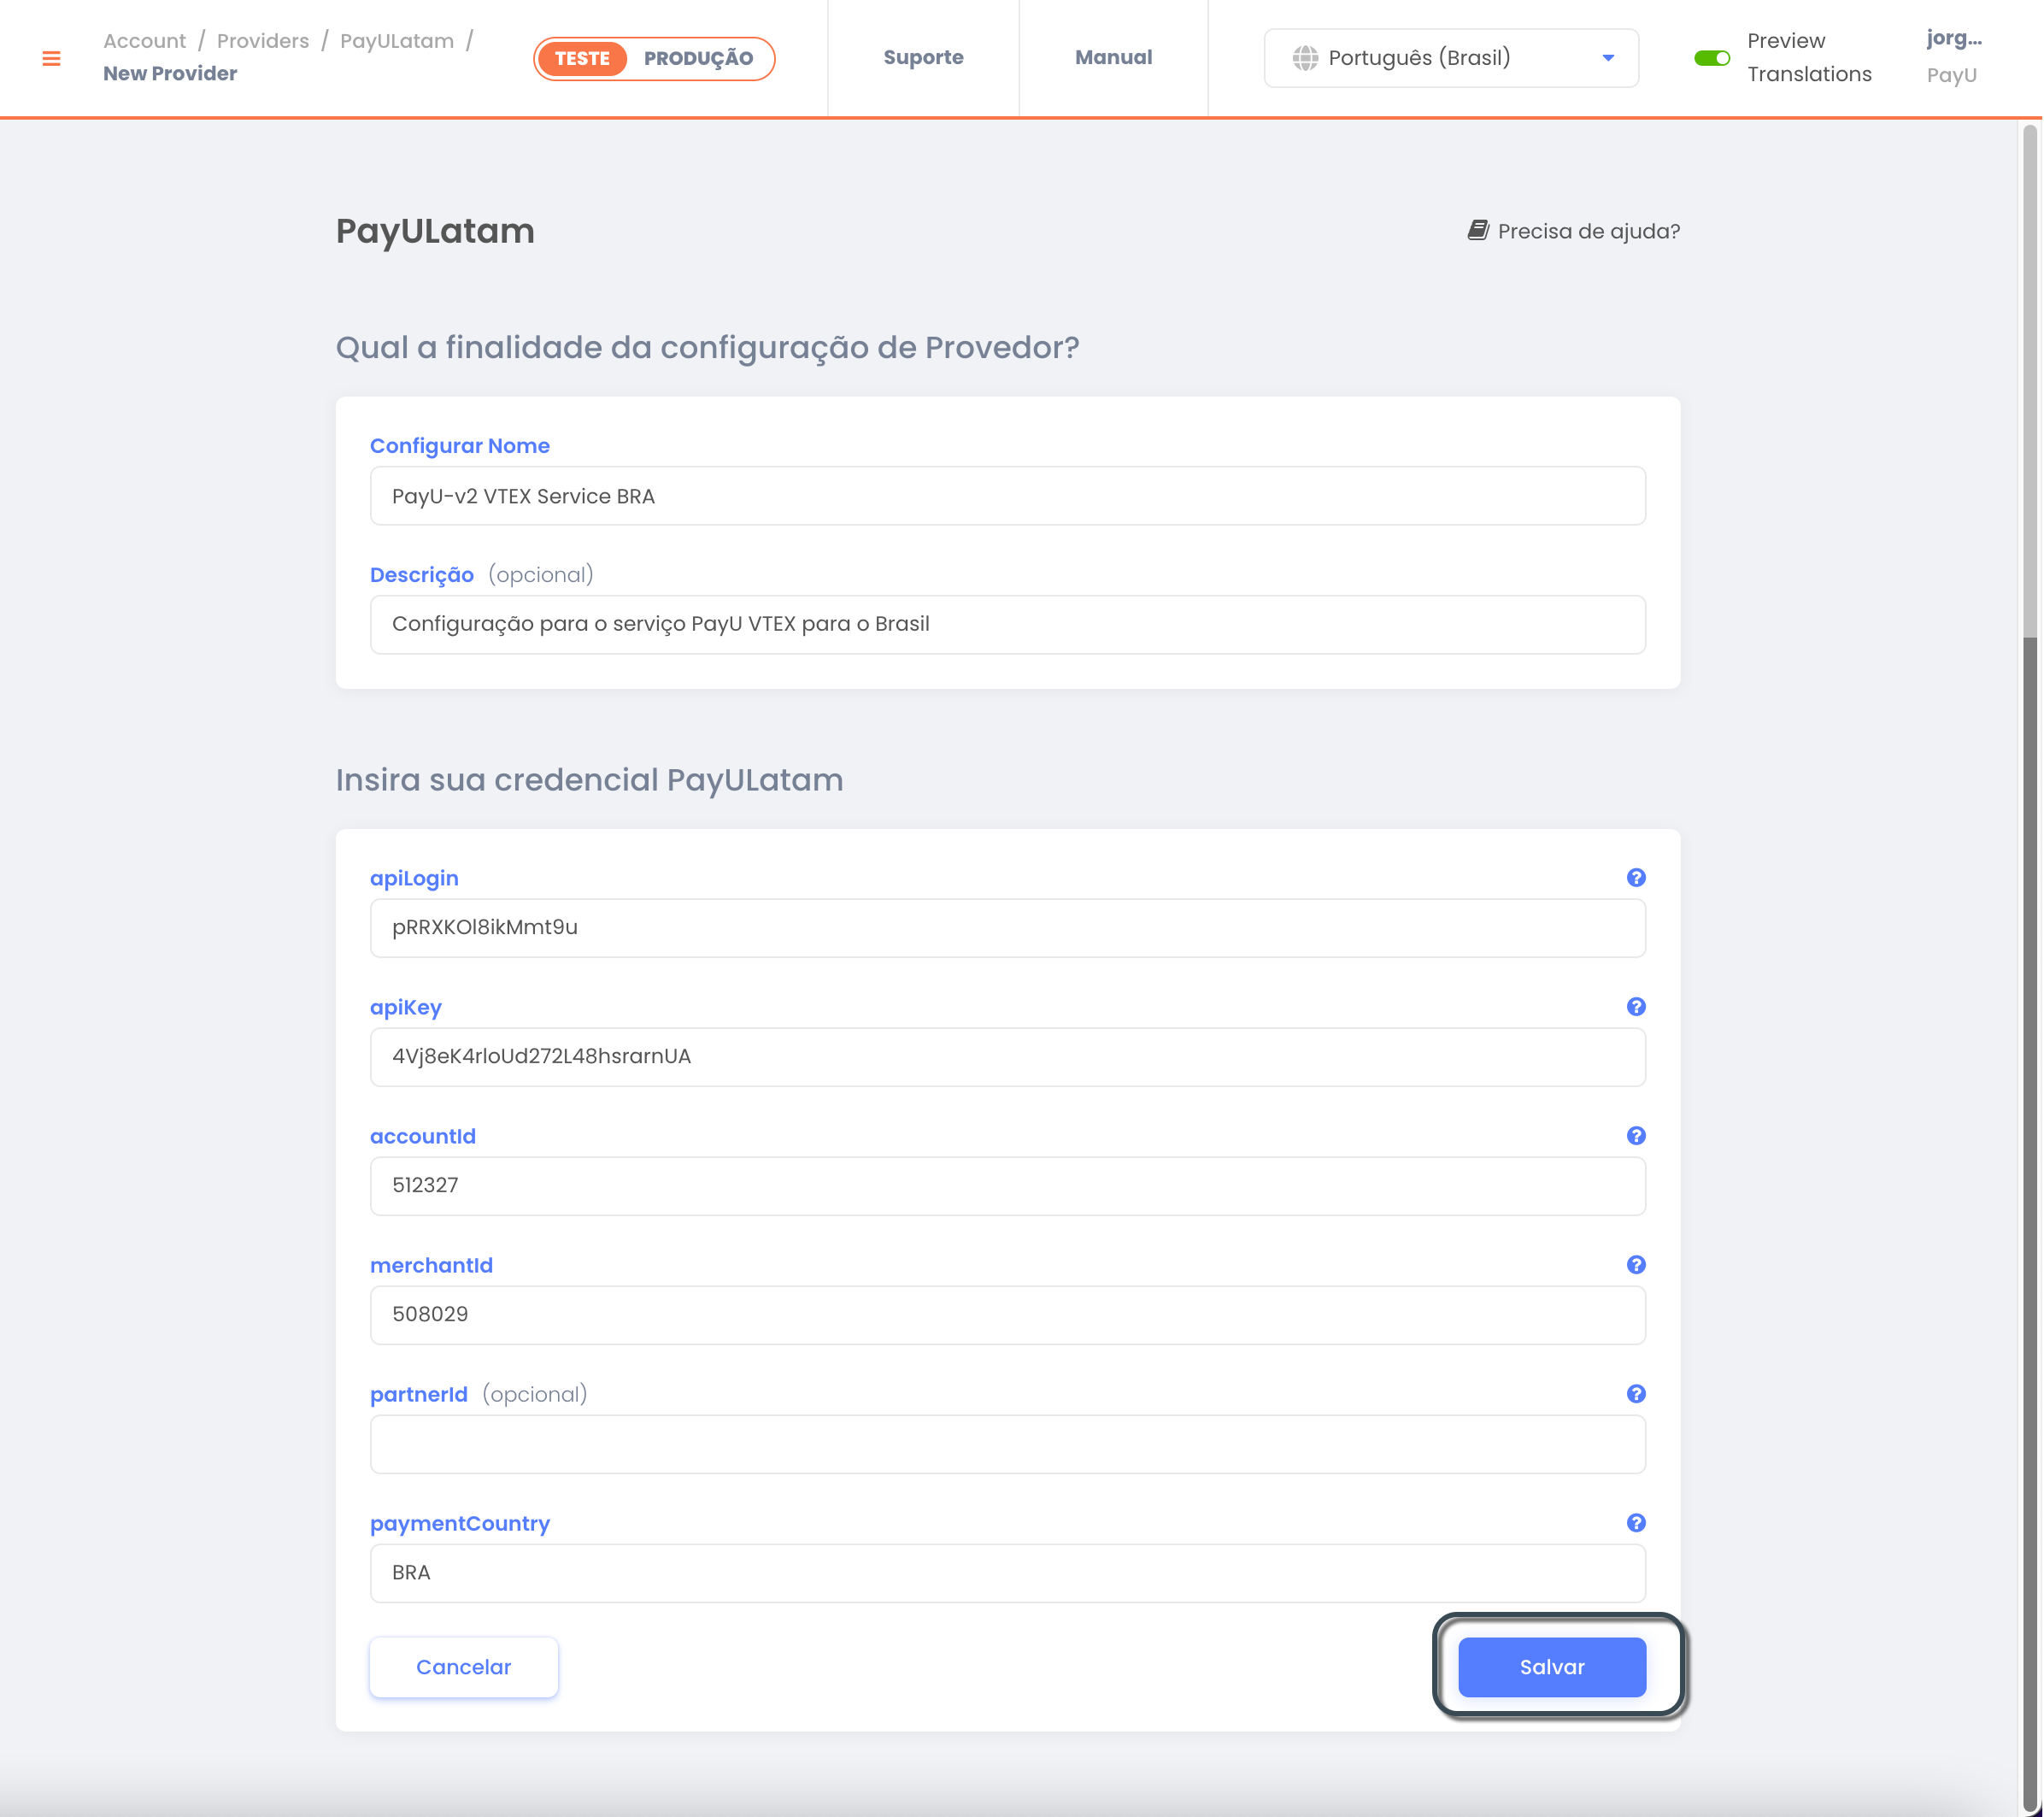 Account / Providers / PayULatam /
New Provider
TESTE PRODUÇÃO
Suporte
Manual
Português (Brasil)
Preview
Translations
jorg...
PayU
PayULatam
Precisa de ajuda?
Qual a finalidade da configuração de Provedor?
Configurar Nome
PayU-v2 VTEX Service BRA
Descrição (opcional)
Configuração para o serviço PayU VTEX para o Brasil
Insira sua credencial PayULatam
apiLogin
pRRXKOl8ikMmt9u
apiKey
4Vj8eK4rloUd272L48hsrarnUA
accountId
512327
merchantId
508029
partnerId (opcional)
paymentCountry
BRA
Cancelar
Salvar